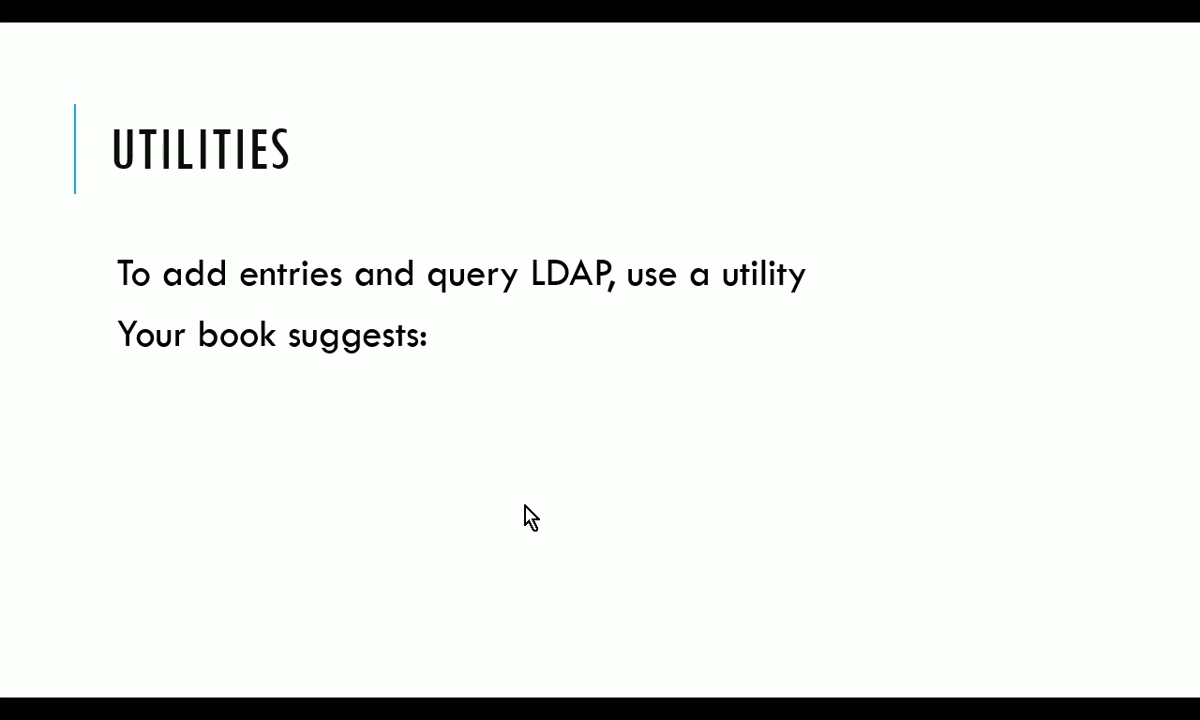 UTILITIES
To add entries and query LDAP, use a utility
Your book suggests: